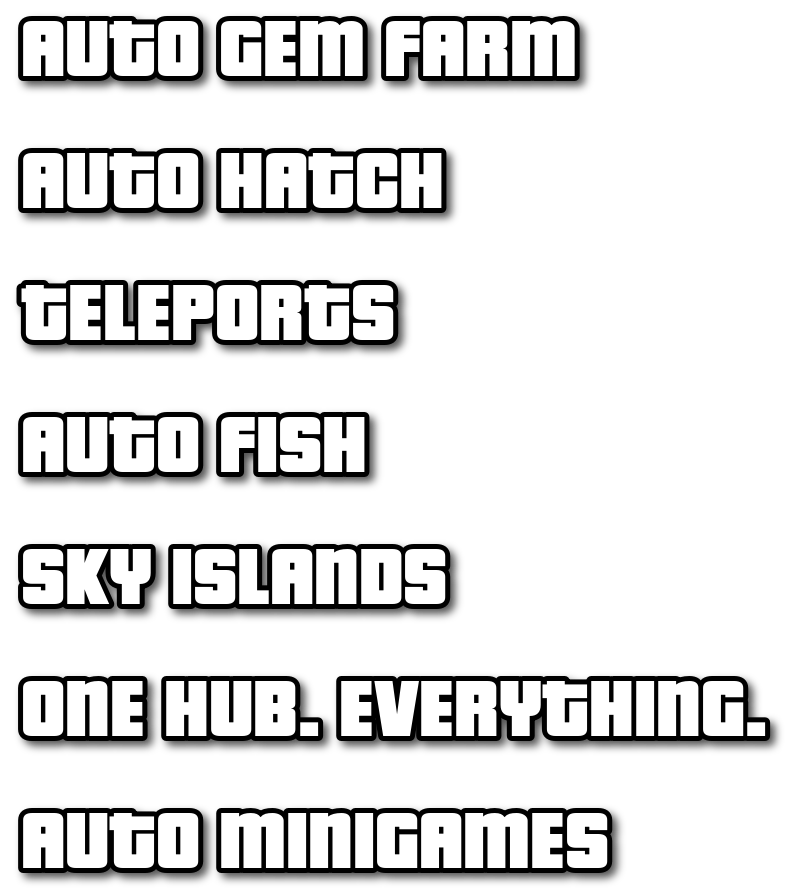 AUtO GEM FARM
AUtO HAtCH
tELEPORtS
AUtO FISH
SKY ISLANDS
ONE HUB. EVERYtHING.
AUtO MINIGAMES